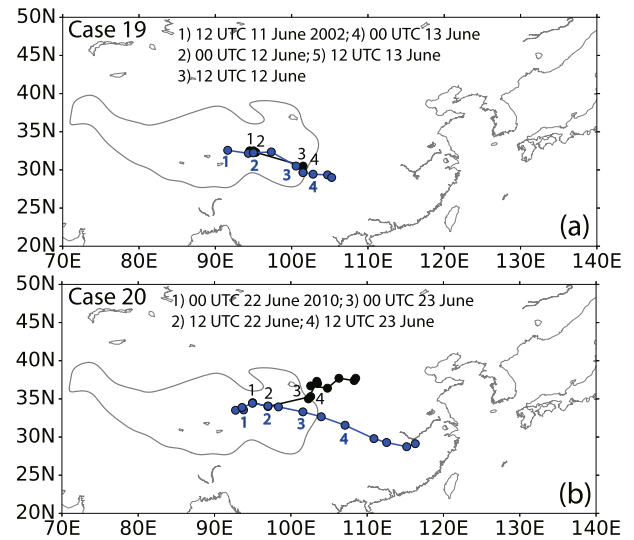 50N
45N
40N
35N
30N
25N
20N
Case 19
1) 12 UTC 11 June 2002; 4) 00 UTC 13 June
2) 00 UTC 12 June; 5) 12 UTC 13 June
3) 12 UTC 12 June
1 2 3 4
1 2 3 4
(a)
70E 80E 90E 100E 110E 120E 130E 140E
50N
45N
40N
35N
30N
25N
20N
Case 20
1) 00 UTC 22 June 2010; 3) 00 UTC 23 June
2) 12 UTC 22 June; 4) 12 UTC 23 June
1 2 3 4
1 2 3 4
(b)
70E 80E 90E 100E 110E 120E 130E 140E